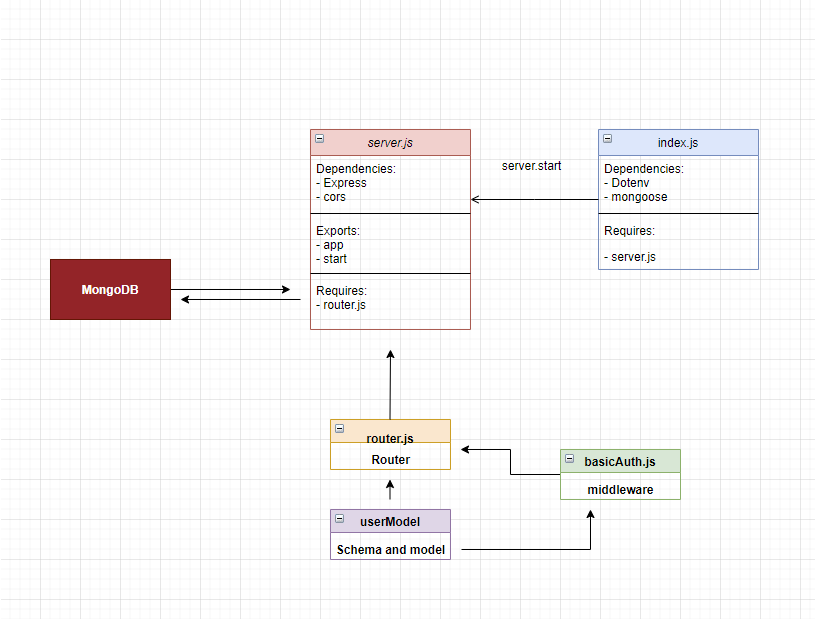 server.js
Dependencies:
- Express
- cors
Exports:
- app
- start
Requires:
- router.js
server.start
index.js
Dependencies:
- Dotenv
- mongoose
Requires:
- server.js
MongoDB
router.js
Router
basicAuth.js
middleware
userModel
Schema and model